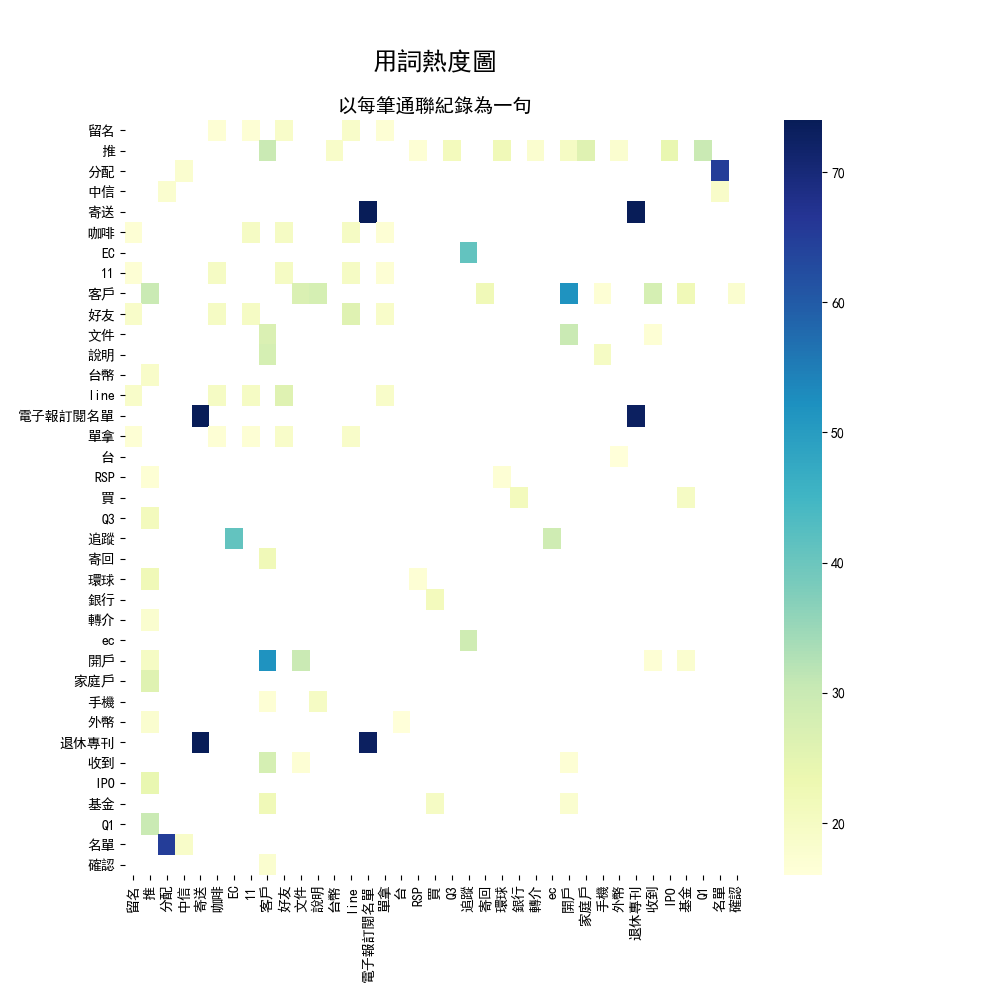 用詞熱度圖
以每筆通聯紀錄為一句
留名
推
分配
中信
寄送
咖啡
EC
11
客戶
好友
文件
說明
台幣
line
電子報訂閱名單
單拿
台
RSP
買
Q3
追蹤
寄回
環球
銀行
轉介
ec
開戶
家庭戶
手機
外幣
退休專刊
收到
IPO
基金
Q1
名單
確認
留名
推
分配
中信
寄送
咖啡
EC
11
客戶
好友
文件
說明
台幣
line
電子報訂閱名單
單拿
台
RSP
買
Q3
追蹤
寄回
環球
銀行
轉介
ec
開戶
家庭戶
手機
外幣
退休專刊
收到
IPO
基金
Q1
名單
確認
70
60
50
40
30
20